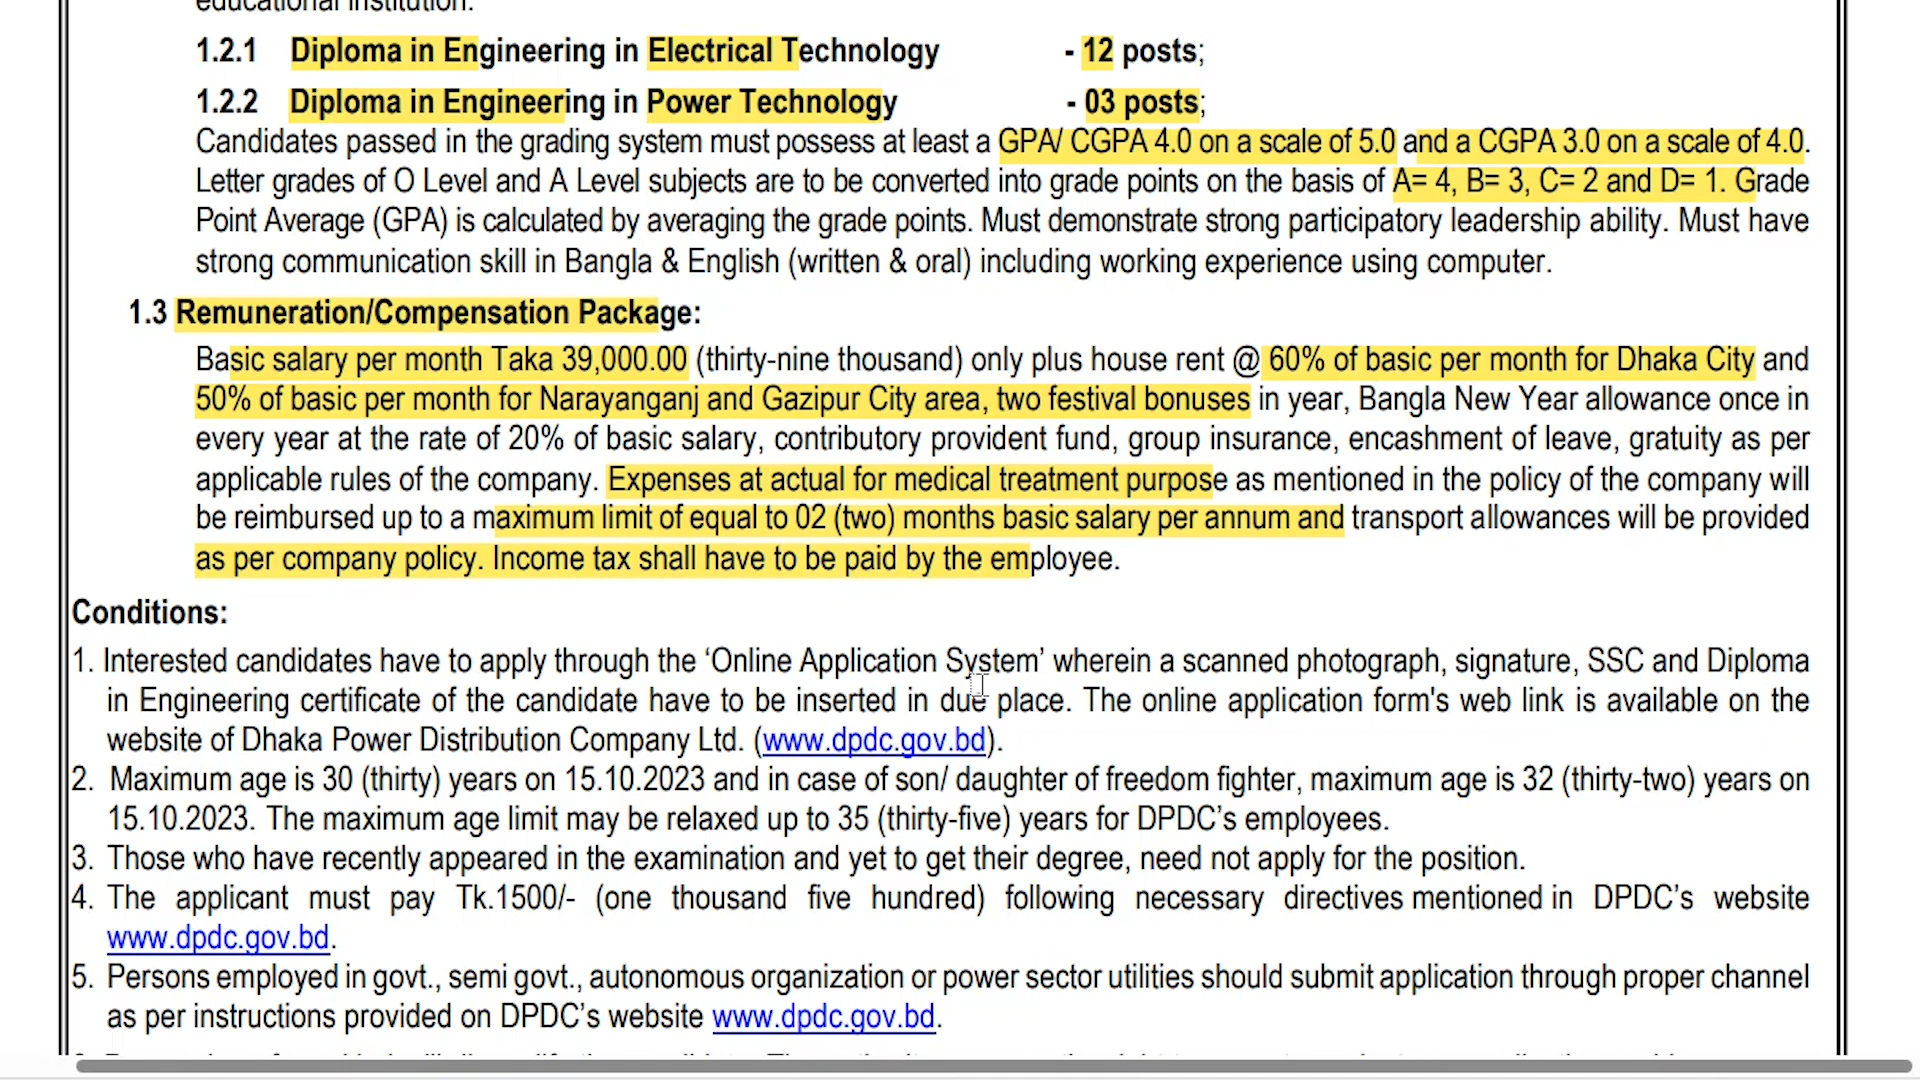 educational institution.
1.2.1 Diploma in Engineering in Electrical Technology - 12 posts;
1.2.2 Diploma in Engineering in Power Technology - 03 posts;
Candidates passed in the grading system must possess at least a GPA/ CGPA 4.0 on a scale of 5.0 and a CGPA 3.0 on a scale of 4.0.
Letter grades of O Level and A Level subjects are to be converted into grade points on the basis of A= 4, B= 3, C= 2 and D= 1. Grade
Point Average (GPA) is calculated by averaging the grade points. Must demonstrate strong participatory leadership ability. Must have
strong communication skill in Bangla & English (written & oral) including working experience using computer.
1.3 Remuneration/Compensation Package:
Basic salary per month Taka 39,000.00 (thirty-nine thousand) only plus house rent @ 60% of basic per month for Dhaka City and
50% of basic per month for Narayanganj and Gazipur City area, two festival bonuses in year, Bangla New Year allowance once in
every year at the rate of 20% of basic salary, contributory provident fund, group insurance, encashment of leave, gratuity as per
applicable rules of the company. Expenses at actual for medical treatment purpose as mentioned in the policy of the company will
be reimbursed up to a maximum limit of equal to 02 (two) months basic salary per annum and transport allowances will be provided
as per company policy. Income tax shall have to be paid by the employee.
Conditions:
1. Interested candidates have to apply through the ‘Online Application System’ wherein a scanned photograph, signature, SSC and Diploma
in Engineering certificate of the candidate have to be inserted in due place. The online application form's web link is available on the
website of Dhaka Power Distribution Company Ltd. (www.dpdc.gov.bd).
2. Maximum age is 30 (thirty) years on 15.10.2023 and in case of son/ daughter of freedom fighter, maximum age is 32 (thirty-two) years on
15.10.2023. The maximum age limit may be relaxed up to 35 (thirty-five) years for DPDC’s employees.
3. Those who have recently appeared in the examination and yet to get their degree, need not apply for the position.
4. The applicant must pay Tk.1500/- (one thousand five hundred) following necessary directives mentioned in DPDC’s website
www.dpdc.gov.bd.
5. Persons employed in govt., semi govt., autonomous organization or power sector utilities should submit application through proper channel
as per instructions provided on DPDC’s website www.dpdc.gov.bd.